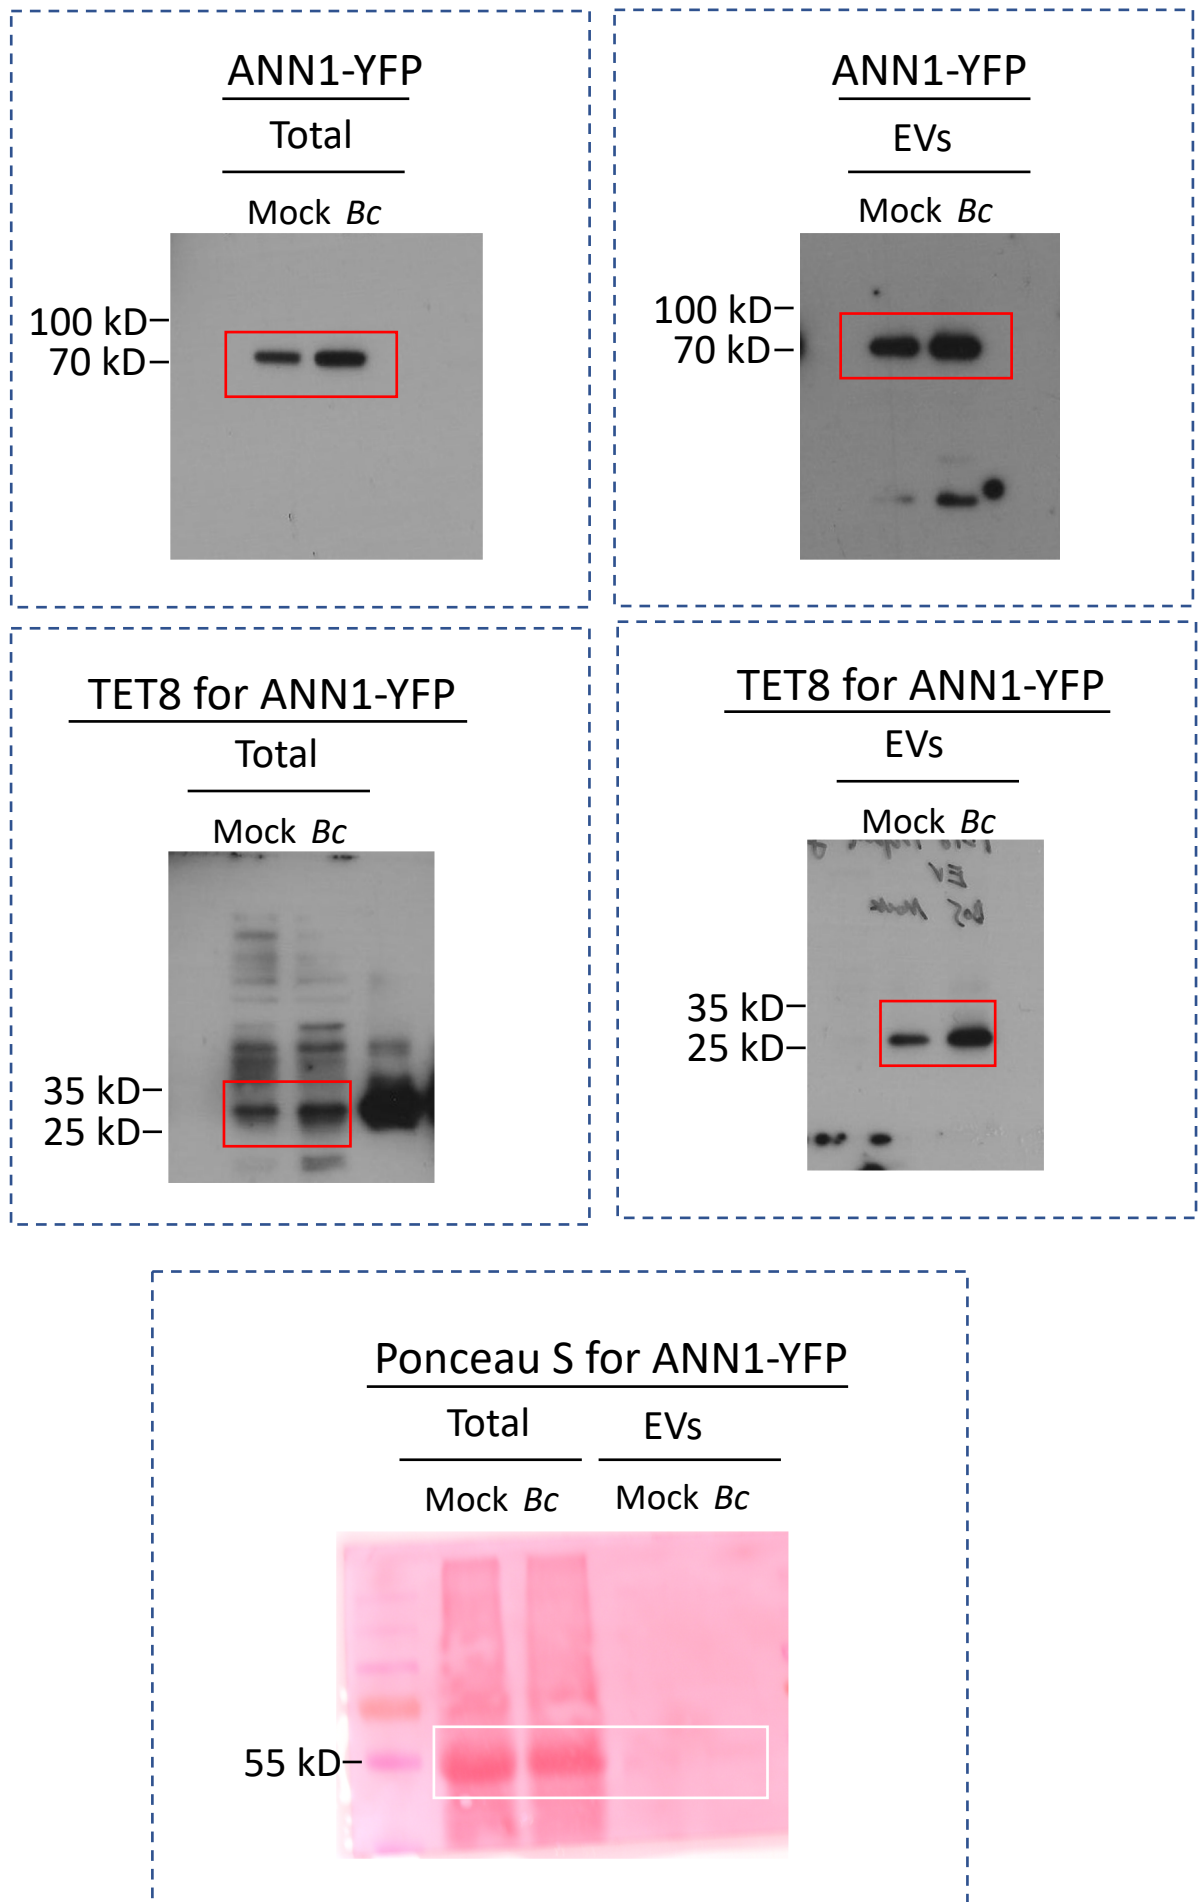 ANN1-YFP
Total
Mock Bc
100 kD
70 kD
ANN1-YFP
EVs
Mock Bc
100 kD
70 kD
TET8 for ANN1-YFP
Total
Mock Bc
35 kD
25 kD
TET8 for ANN1-YFP
EVs
Mock Bc
EV
Mock
35 kD
25 kD
Ponceau S for ANN1-YFP
Total EVs
Mock Bc Mock Bc
55 kD